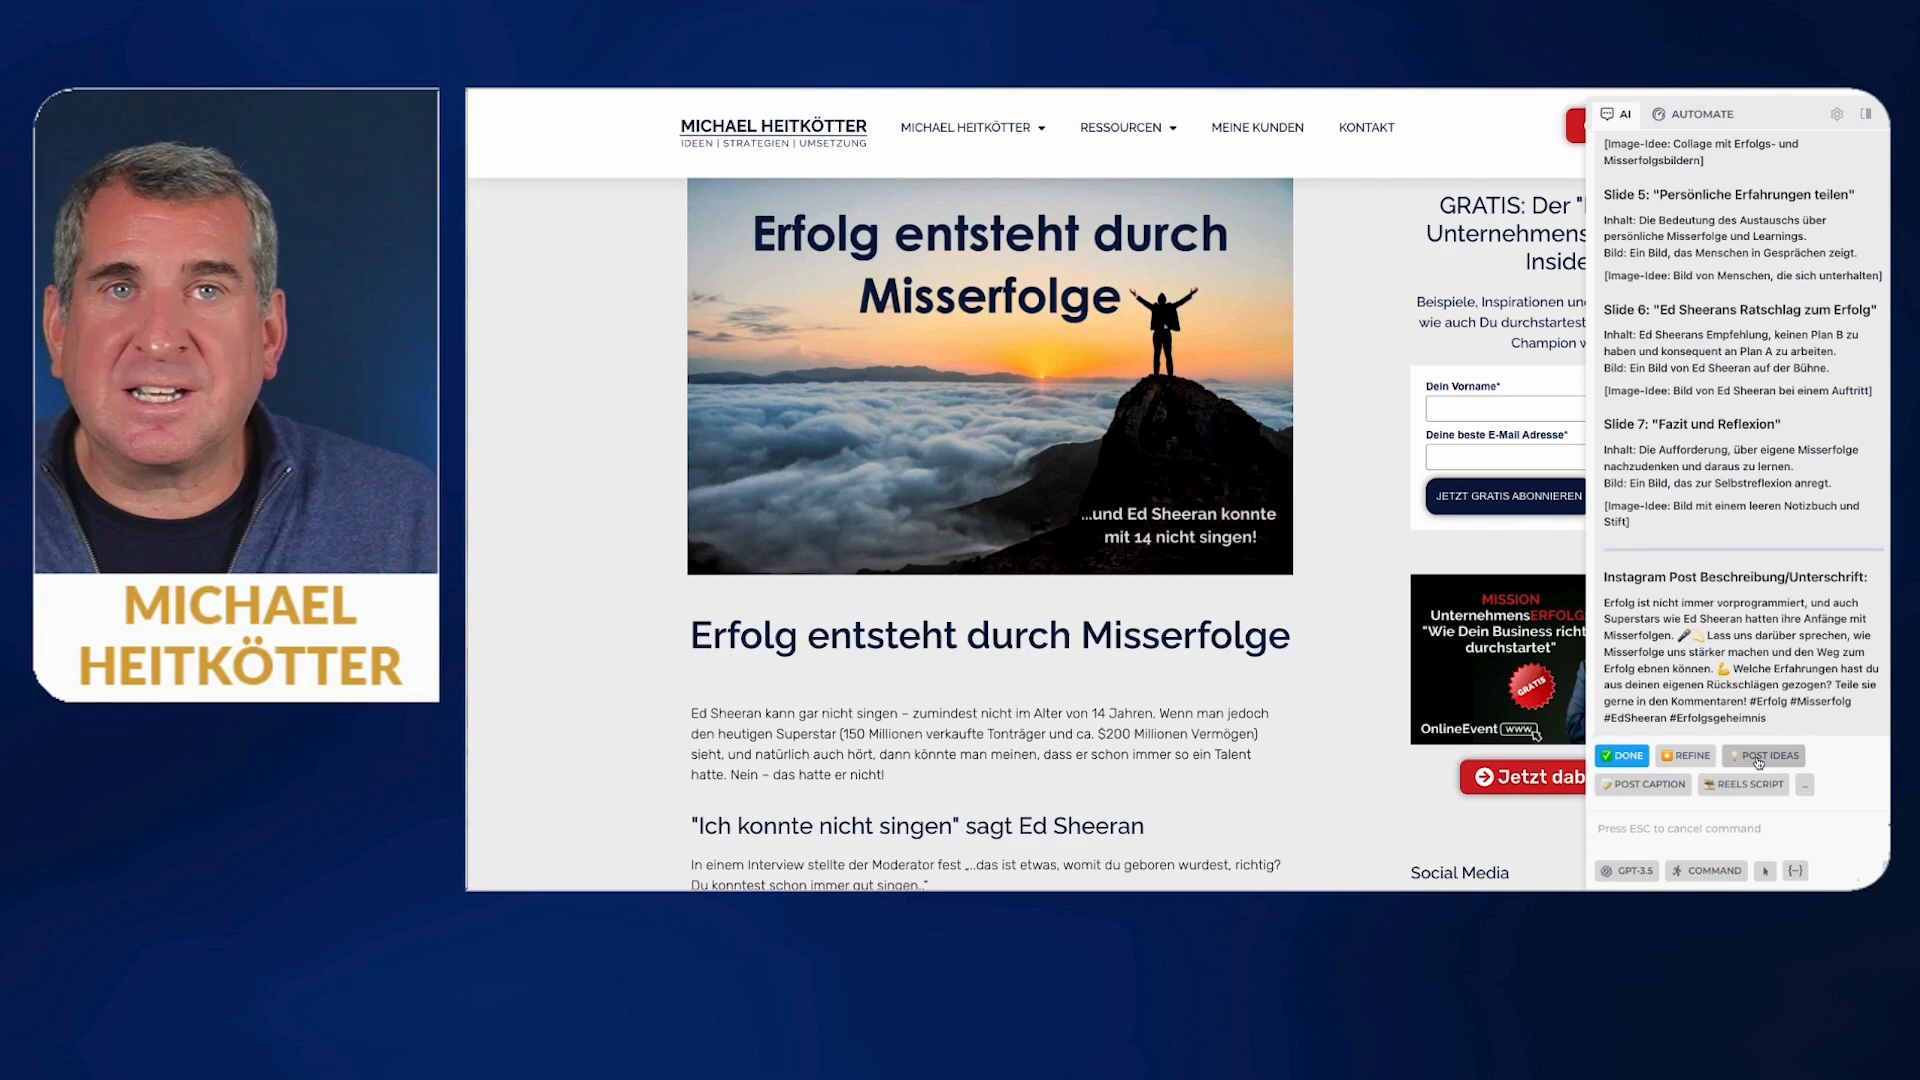 MICHAEL
HEITKÖTTER
MICHAEL HEITKÖTTER
IDEEN | STRATEGIEN | UMSETZUNG
MICHAEL HEITKÖTTER
RESSOURCEN
MEINE KUNDEN
KONTAKT
Erfolg entsteht durch
Misserfolge
...und Ed Sheeran konnte
mit 14 nicht singen!
Erfolg entsteht durch Misserfolge
Ed Sheeran kann gar nicht singen – zumindest nicht im Alter von 14 Jahren. Wenn man jedoch
den heutigen Superstar (150 Millionen verkaufte Tonträger und ca. $200 Millionen Vermögen)
sieht, und natürlich auch hört, dann könnte man meinen, dass er schon immer so ein Talent
hatte. Nein – das hatte er nicht!
"Ich konnte nicht singen" sagt Ed Sheeran
In einem Interview stellte der Moderator fest „..das ist etwas, womit du geboren wurdest, richtig?
Du konntest schon immer gut singen.."
GRATIS: Der "
Unternehmens
Inside
Beispiele, Inspirationen un
wie auch Du durchstartest
Champion
Dein Vorname*
Deine beste E-Mail Adresse*
JETZT GRATIS ABONNIEREN
MISSION
UnternehmensERFOLG
"Wie Dein Business richt
durchstartet"
GRATIS
OnlineEvent www.
Jetzt dab
Social Media
AI
AUTOMATE
[Image-Idee: Collage mit Erfolgs- und
Misserfolgsbildern]
Slide 5: "Persönliche Erfahrungen teilen"
Inhalt: Die Bedeutung des Austauschs über
persönliche Misserfolge und Learnings.
Bild: Ein Bild, das Menschen in Gesprächen zeigt.
[Image-Idee: Bild von Menschen, die sich unterhalten]
Slide 6: "Ed Sheerans Ratschlag zum Erfolg"
Inhalt: Ed Sheerans Empfehlung, keinen Plan B zu
haben und konsequent an Plan A zu arbeiten.
Bild: Ein Bild von Ed Sheeran auf der Bühne.
[Image-Idee: Bild von Ed Sheeran bei einem Auftritt]
Slide 7: "Fazit und Reflexion"
Inhalt: Die Aufforderung, über eigene Misserfolge
nachzudenken und daraus zu lernen.
Bild: Ein Bild, das zur Selbstreflexion anregt.
[Image-Idee: Bild mit einem leeren Notizbuch und
Stift]
Instagram Post Beschreibung/Unterschrift:
Erfolg ist nicht immer vorprogrammiert, und auch
Superstars wie Ed Sheeran hatten ihre Anfänge mit
Misserfolgen. 🎤 Lass uns darüber sprechen, wie
Misserfolge uns stärker machen und den Weg zum
Erfolg ebnen können. 💪 Welche Erfahrungen hast du
aus deinen eigenen Rückschlägen gezogen? Teile sie
gerne in den Kommentaren! #Erfolg #Misserfolg
#EdSheeran #Erfolgsgeheimnis
DONE
REFINE
POST IDEAS
POST CAPTION
REELS SCRIPT
...
Press ESC to cancel command
GPT-3.5
COMMAND